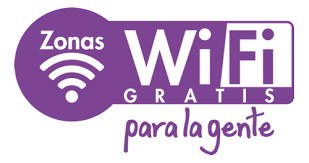 Zonas
WiFi
GRATIS
para la gente